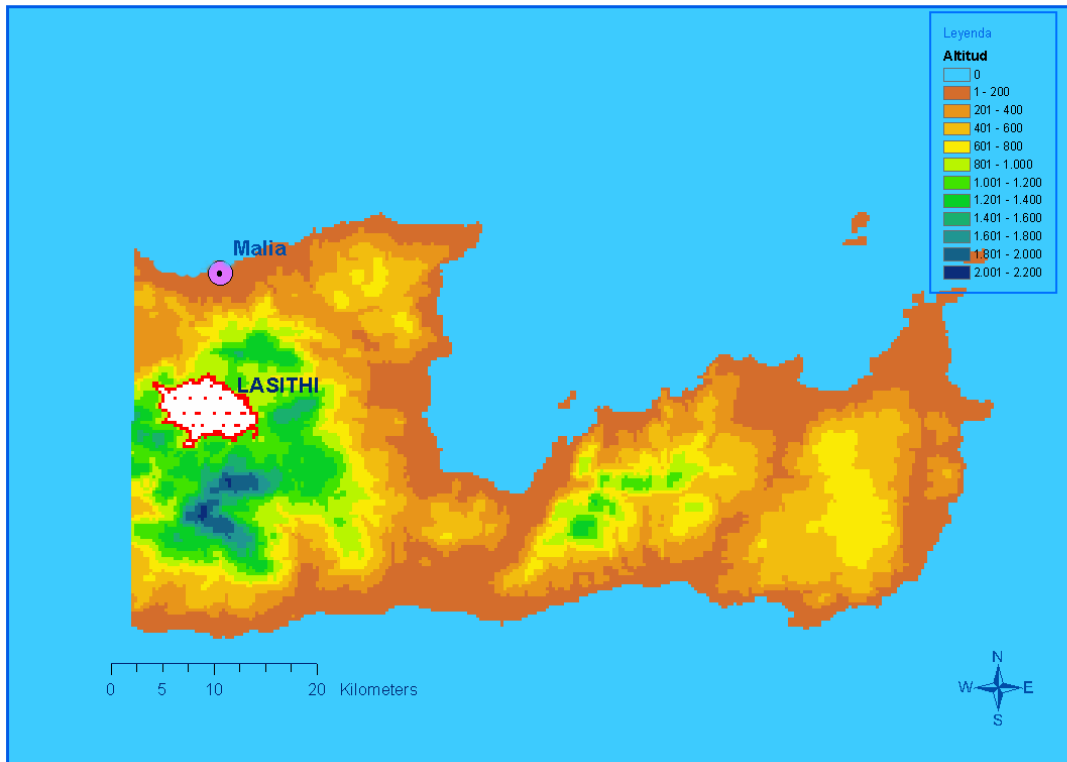 Leyenda
Altitud
0
1 - 200
201 - 400
401 - 600
601 - 800
801 - 1.000
1.001 - 1.200
1.201 - 1.400
1.401 - 1.600
1.601 - 1.800
1.801 - 2.000
2.001 - 2.200
Malia
LASITHI
0 5 10 20 Kilometers
N
W E
S